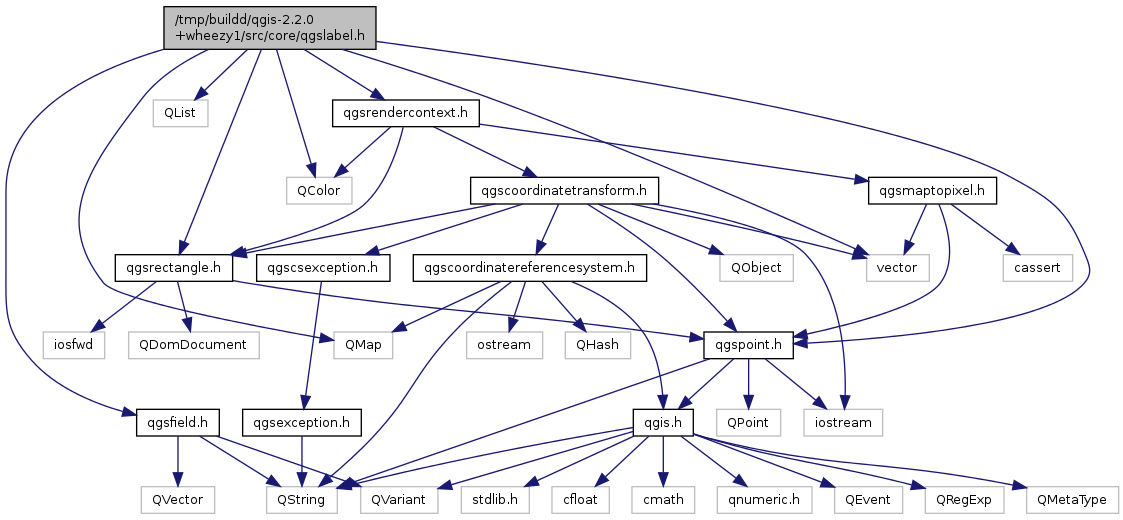 /tmp/buildd/qgis-2.2.0
+wheezy1/src/core/qgslabel.h
QList
qgsrendercontext.h
QColor
qgscoordinatetransform.h
qgsmaptopixel.h
qgsrectangle.h
qgscsexception.h
qgscoordinatereferencesystem.h
QObject
vector
cassert
iosfwd
QDomDocument
QMap
ostream
QHash
qgspoint.h
qgsfield.h
qgsexception.h
qgis.h
QPoint
iostream
QVector
QString
QVariant
stdlib.h
cfloat
cmath
qnumeric.h
QEvent
QRegExp
QMetaType